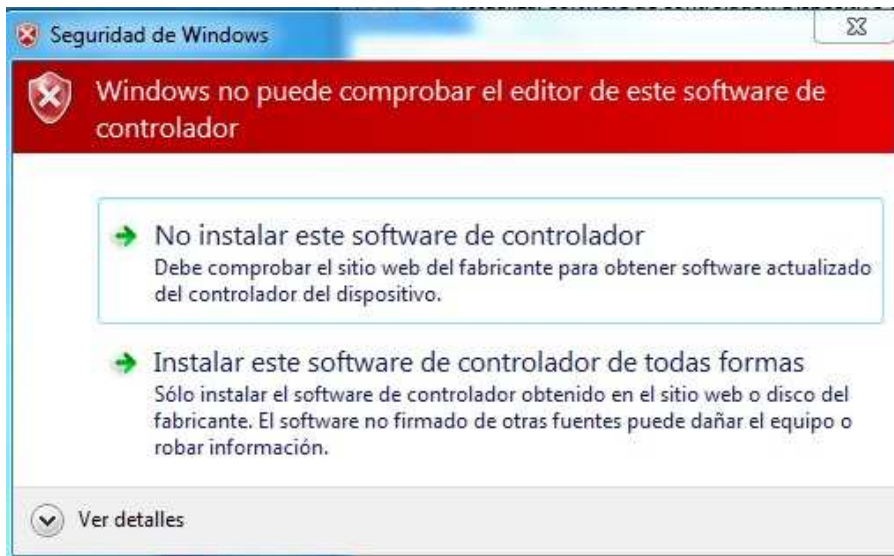 Seguridad de Windows
Windows no puede comprobar el editor de este software de
controlador
No instalar este software de controlador
Debe comprobar el sitio web del fabricante para obtener software actualizado
del controlador del dispositivo.
Instalar este software de controlador de todas formas
Sólo instalar el software de controlador obtenido en el sitio web o disco del
fabricante. El software no firmado de otras fuentes puede dañar el equipo o
robar información.
Ver detalles